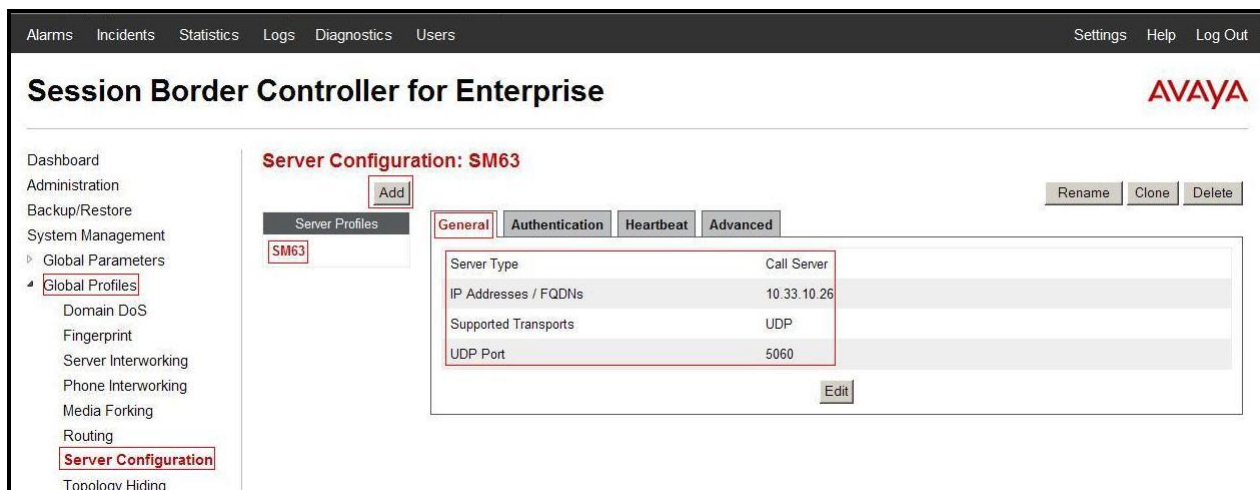 Alarms Incidents Statistics Logs Diagnostics Users Settings Help Log Out
Session Border Controller for Enterprise
AVAYA
Dashboard
Administration
Backup/Restore
System Management
Global Parameters
Global Profiles
Domain DoS
Fingerprint
Server Interworking
Phone Interworking
Media Forking
Routing
Server Configuration
Topology Hiding
Server Configuration: SM63
Add
Rename Clone Delete
Server Profiles
SM63
General Authentication Heartbeat Advanced
Server Type Call Server
IP Addresses / FQDNs 10.33.10.26
Supported Transports UDP
UDP Port 5060
Edit